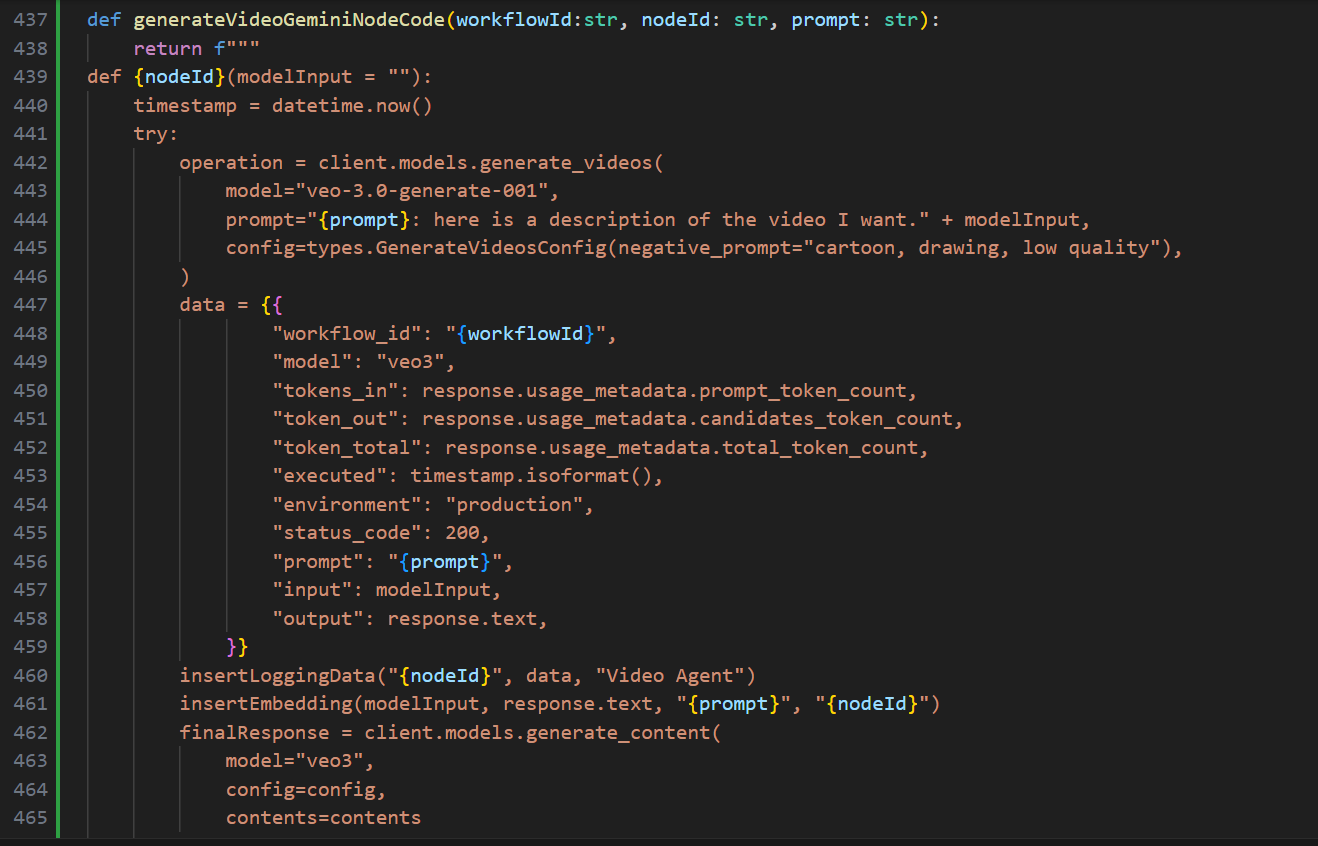 437 def generateVideoGeminiNodeCode(workflowId:str, nodeId: str, prompt: str):
438 return f"""
439 def {nodeId}(modelInput = ""):
440 timestamp = datetime.now()
441 try:
442 operation = client.models.generate_videos(
443 model="veo-3.0-generate-001",
444 prompt="{prompt}: here is a description of the video I want." + modelInput,
445 config=types.GenerateVideosConfig(negative_prompt="cartoon, drawing, low quality"),
446 )
447 data = {{
448 "workflow_id": "{workflowId}",
449 "model": "veo3",
450 "tokens_in": response.usage_metadata.prompt_token_count,
451 "token_out": response.usage_metadata.candidates_token_count,
452 "token_total": response.usage_metadata.total_token_count,
453 "executed": timestamp.isoformat(),
454 "environment": "production",
455 "status_code": 200,
456 "prompt": "{prompt}",
457 "input": modelInput,
458 "output": response.text,
459 }}
460 insertLoggingData("{nodeId}", data, "Video Agent")
461 insertEmbedding(modelInput, response.text, "{prompt}", "{nodeId}")
462 finalResponse = client.models.generate_content(
463 model="veo3",
464 config=config,
465 contents=contents